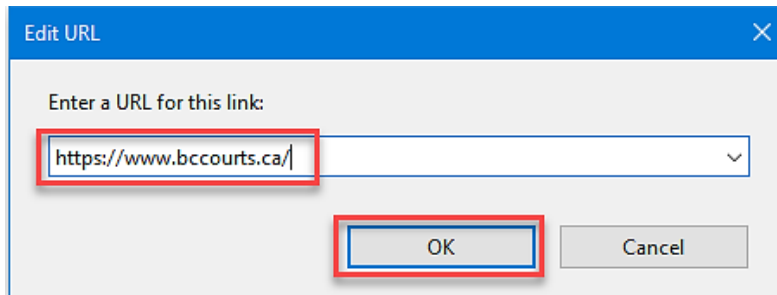 Edit URL
Enter a URL for this link:
https://www.bccourts.ca/
OK Cancel